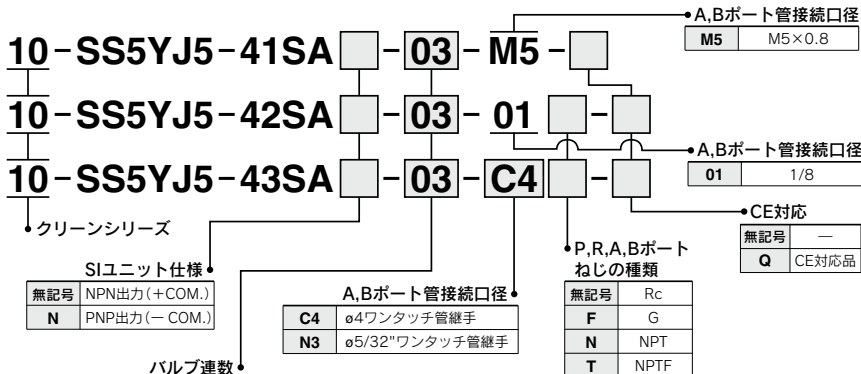 10-SS5YJ5-41SA□-03-M5-□
10-SS5YJ5-42SA□-03-01□-□
10-SS5YJ5-43SA□-03-C4□-□
A,Bポート管接続口径
M5 M5×0.8
A,Bポート管接続口径
01 1/8
クリーンシリーズ
CE対応
無記号 —
Q CE対応品
SIユニット仕様
無記号 NPN出力(+COM.)
N PNP出力(− COM.)
A,Bポート管接続口径
C4 ø4ワンタッチ管継手
N3 ø5/32"ワンタッチ管継手
P,R,A,Bポート
ねじの種類
無記号 Rc
F G
N NPT
T NPTF
バルブ連数